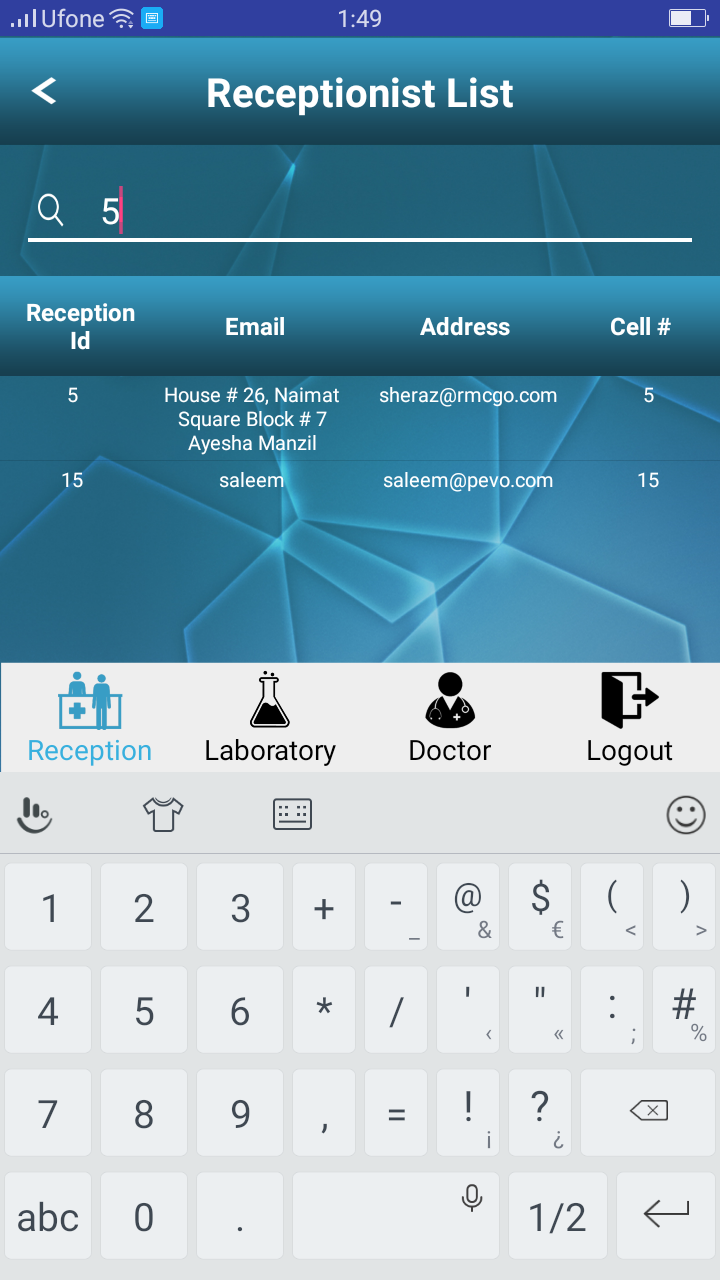 Ufone 1:49
Receptionist List
5
Reception Id Email Address Cell #
5 House # 26, Naimat Square Block # 7 Ayesha Manzil sheraz@rmcgo.com 5
15 saleem saleem@pevo.com 15
Reception Laboratory Doctor Logout
1 2 3 + - _ @ & $ € ( < ) >
4 5 6 * / ' ‹ " « : ; # %
7 8 9 , = ! ¡ ? ¿
abc 0 . 1/2